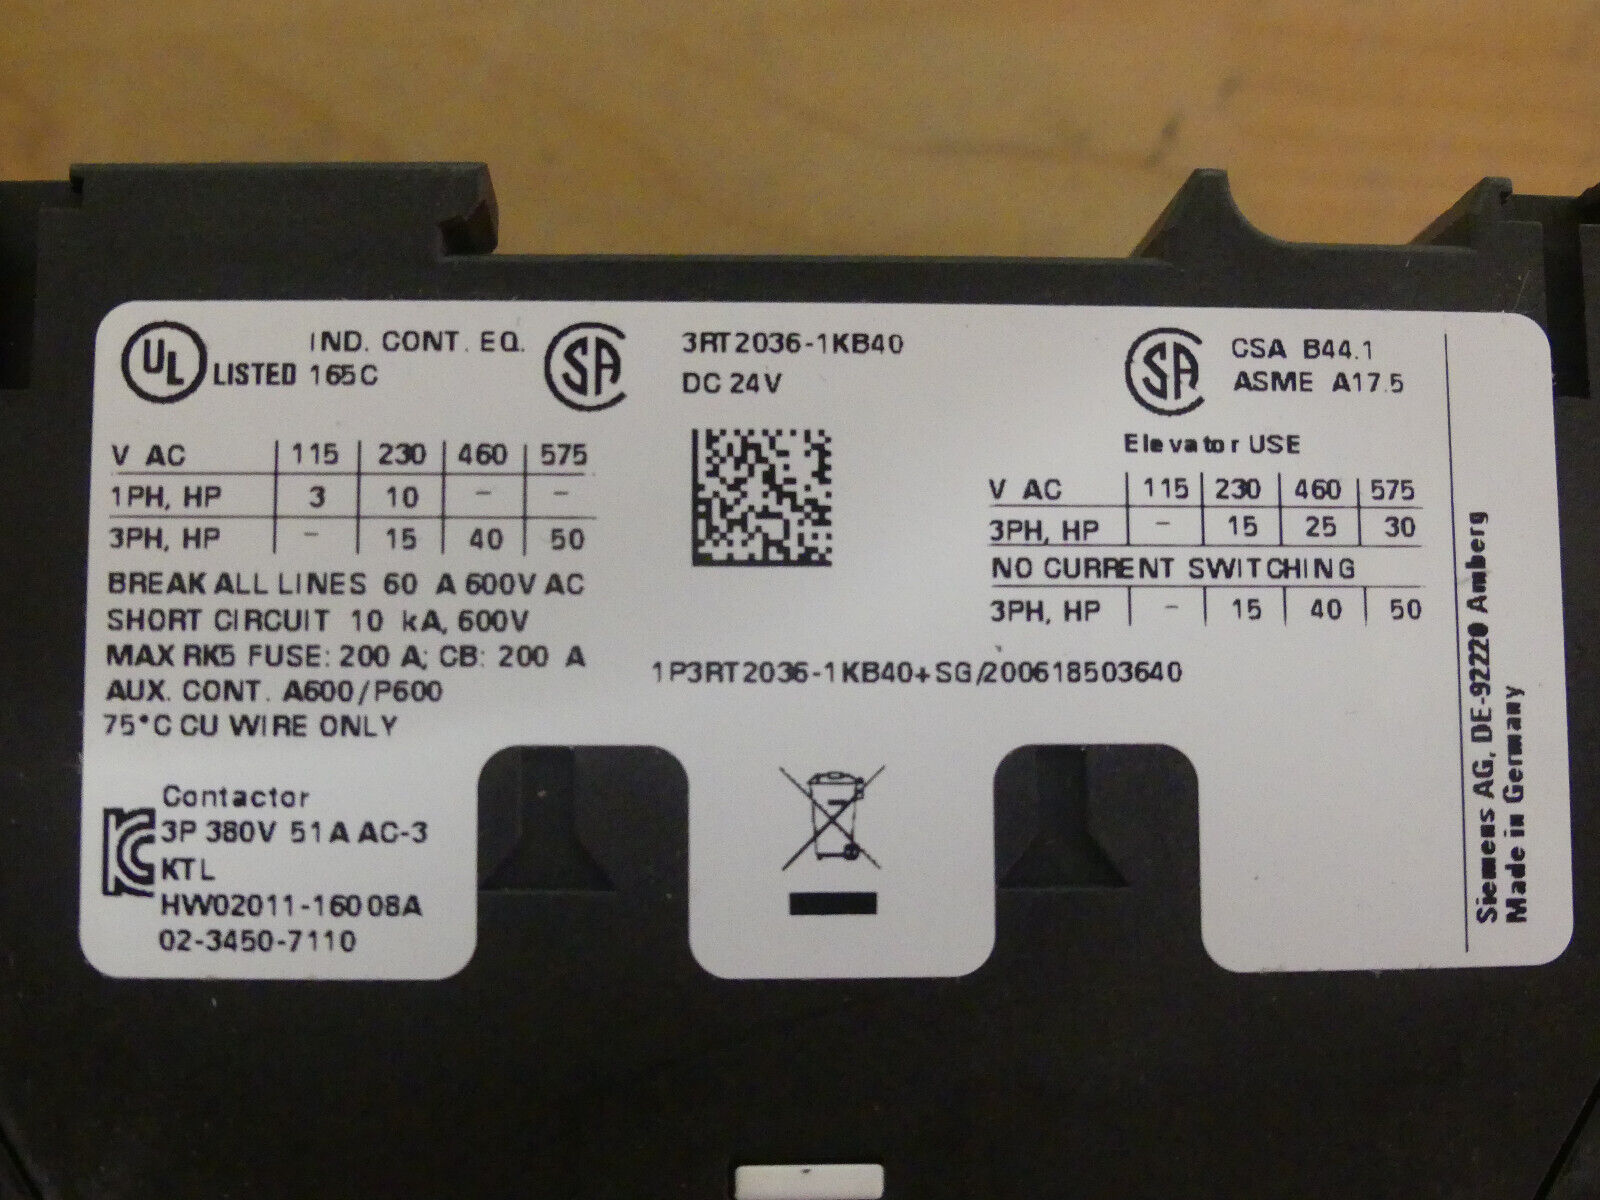 UL LISTED IND. CONT. EQ.
165C
SA
3RT2036-1KB40
DC 24V
SA
CSA B44.1
ASME A17.5
V AC 115 230 460 575
1PH, HP 3 10 - -
3PH, HP - 15 40 50
BREAK ALL LINES 60 A 600V AC
SHORT CIRCUIT 10 kA, 600V
MAX RK5 FUSE: 200 A; CB: 200 A
AUX. CONT. A600/P600
75°C CU WIRE ONLY
Elevator USE
V AC 115 230 460 575
3PH, HP - 15 25 30
NO CURRENT SWITCHING
3PH, HP - 15 40 50
1P3RT2036-1KB40+SG/200618503640
Contactor
3P 380V 51A AC-3
KTL
HW02011-16008A
02-3450-7110
Siemens AG, DE-92220 Amberg
Made in Germany